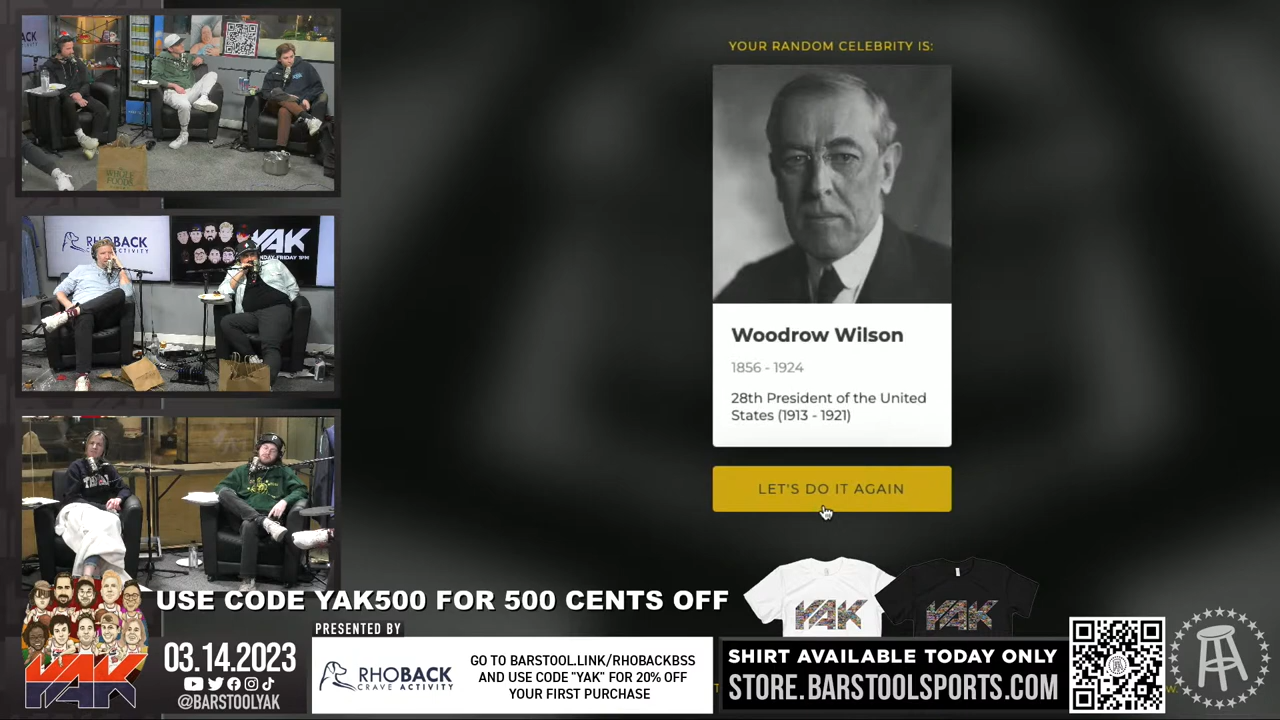 YOUR RANDOM CELEBRITY IS:
Woodrow Wilson
1856 - 1924
28th President of the United
States (1913 - 1921)
LET'S DO IT AGAIN
RHOBACK
YAK
WHOLE
FOODS
USE CODE YAK500 FOR 500 CENTS OFF
YAK
YAK
PRESENTED BY
YAK
03.14.2023
@BARSTOOLYAK
RHOBACK
CRAVE ACTIVITY
GO TO BARSTOOL.LINK/RHOBACKBSS
AND USE CODE "YAK" FOR 20% OFF
YOUR FIRST PURCHASE
SHIRT AVAILABLE TODAY ONLY
STORE.BARSTOOLSPORTS.COM